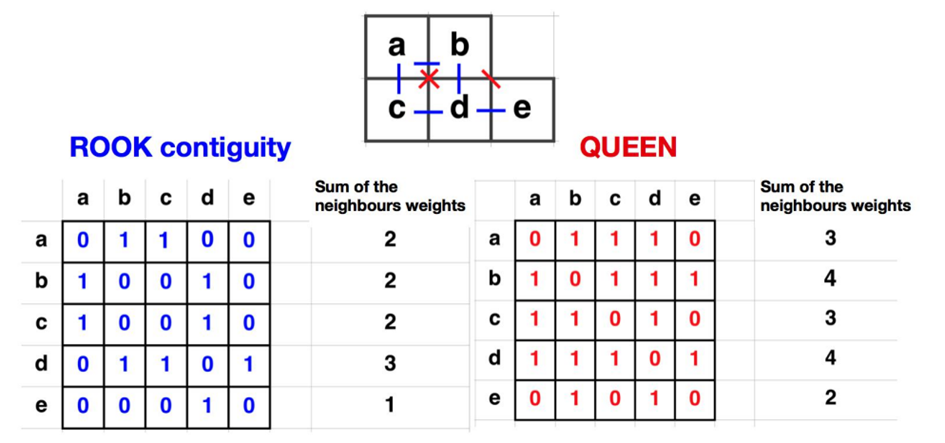 a b
c d e
ROOK contiguity
QUEEN
a b c d e
Sum of the
neighbours weights
a 0 1 1 0 0 2
b 1 0 0 1 0 2
c 1 0 0 1 0 2
d 0 1 1 0 1 3
e 0 0 0 1 0 1
a b c d e
Sum of the
neighbours weights
a 0 1 1 1 0 3
b 1 0 1 1 1 4
c 1 1 0 1 0 3
d 1 1 1 0 1 4
e 0 1 0 1 0 2